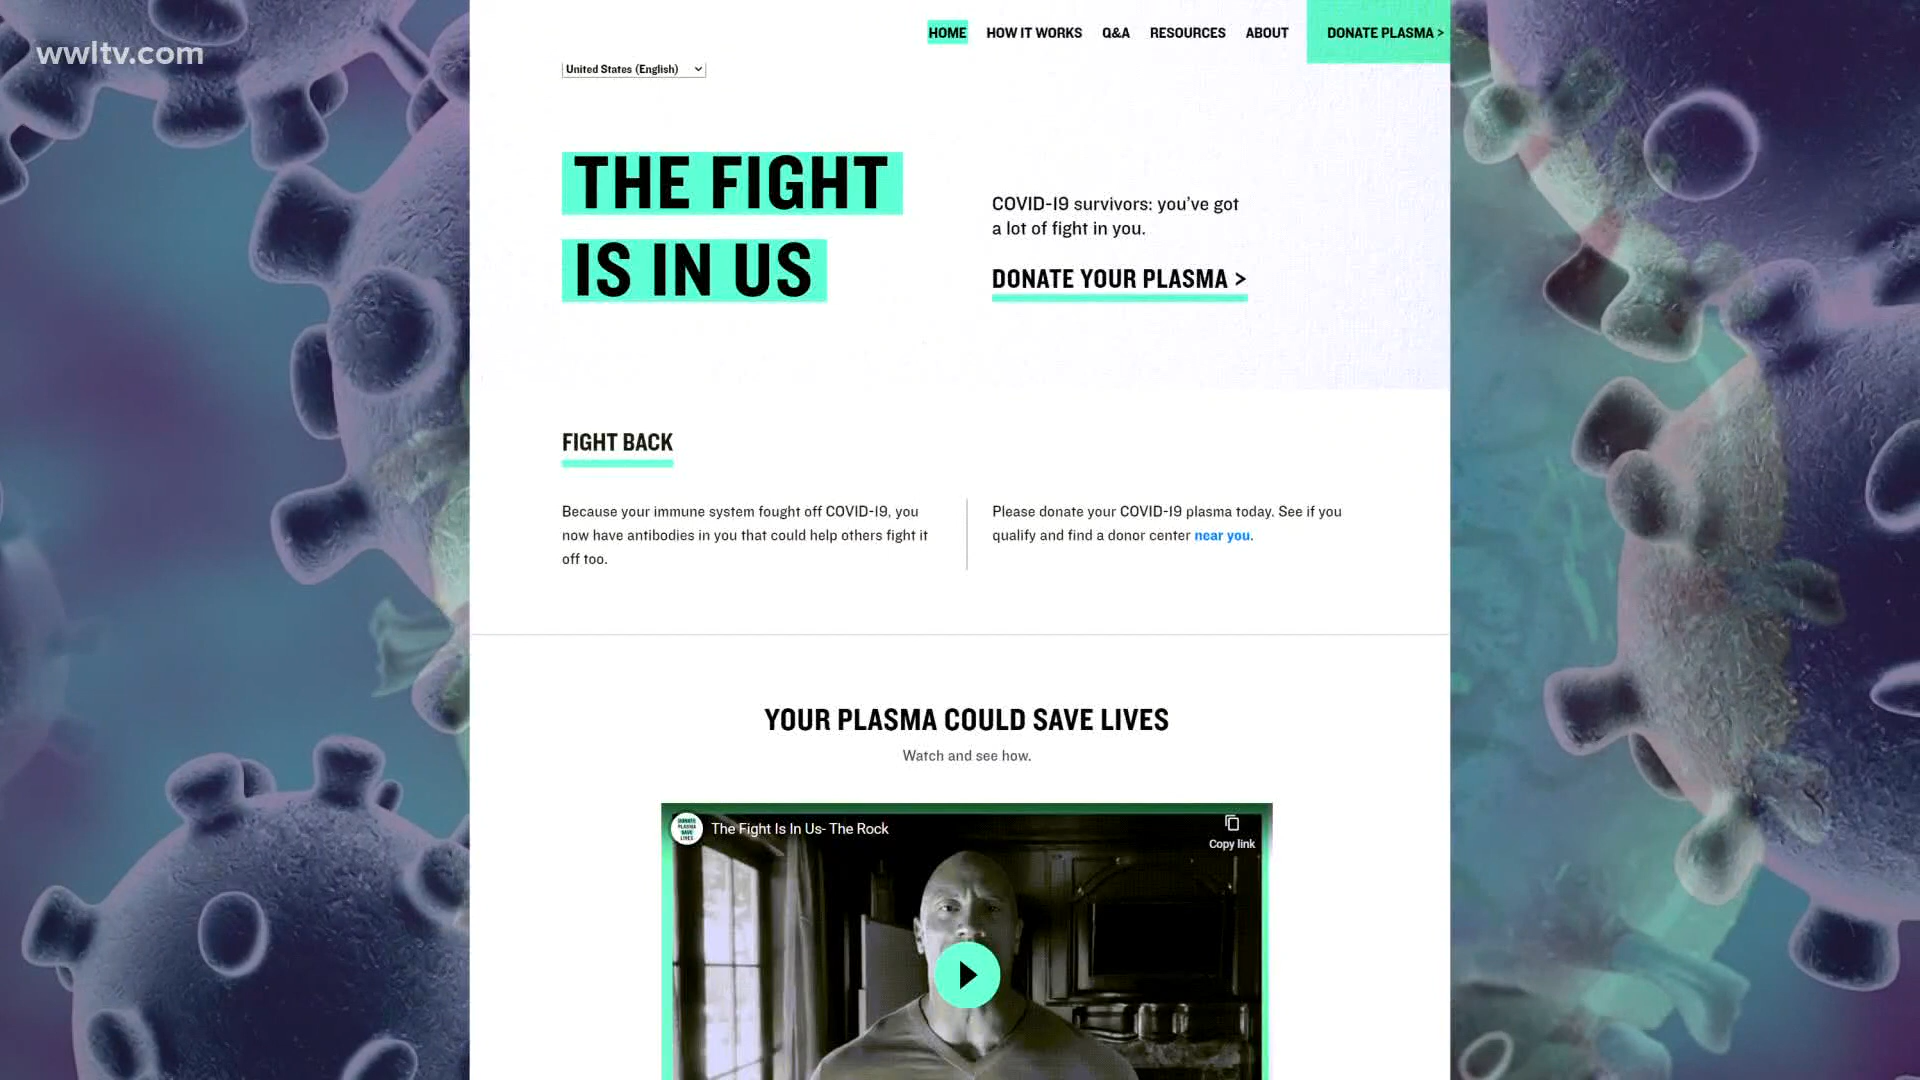 wwltv.com
HOME HOW IT WORKS Q&A RESOURCES ABOUT DONATE PLASMA >
United States (English)
THE FIGHT
IS IN US
COVID-19 survivors: you've got
a lot of fight in you.
DONATE YOUR PLASMA >
FIGHT BACK
Because your immune system fought off COVID-19, you
now have antibodies in you that could help others fight it
off too.
Please donate your COVID-19 plasma today. See if you
qualify and find a donor center near you.
YOUR PLASMA COULD SAVE LIVES
Watch and see how.
DONATE
PLASMA
SAVE
LIVES
The Fight Is In Us- The Rock
Copy link